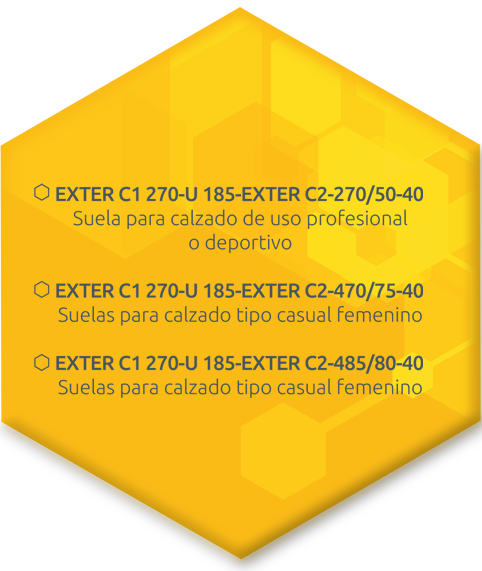 EXTER C1 270-U 185-EXTER C2-270/50-40
Suela para calzado de uso profesional
o deportivo
EXTER C1 270-U 185-EXTER C2-470/75-40
Suelas para calzado tipo casual femenino
EXTER C1 270-U 185-EXTER C2-485/80-40
Suelas para calzado tipo casual femenino